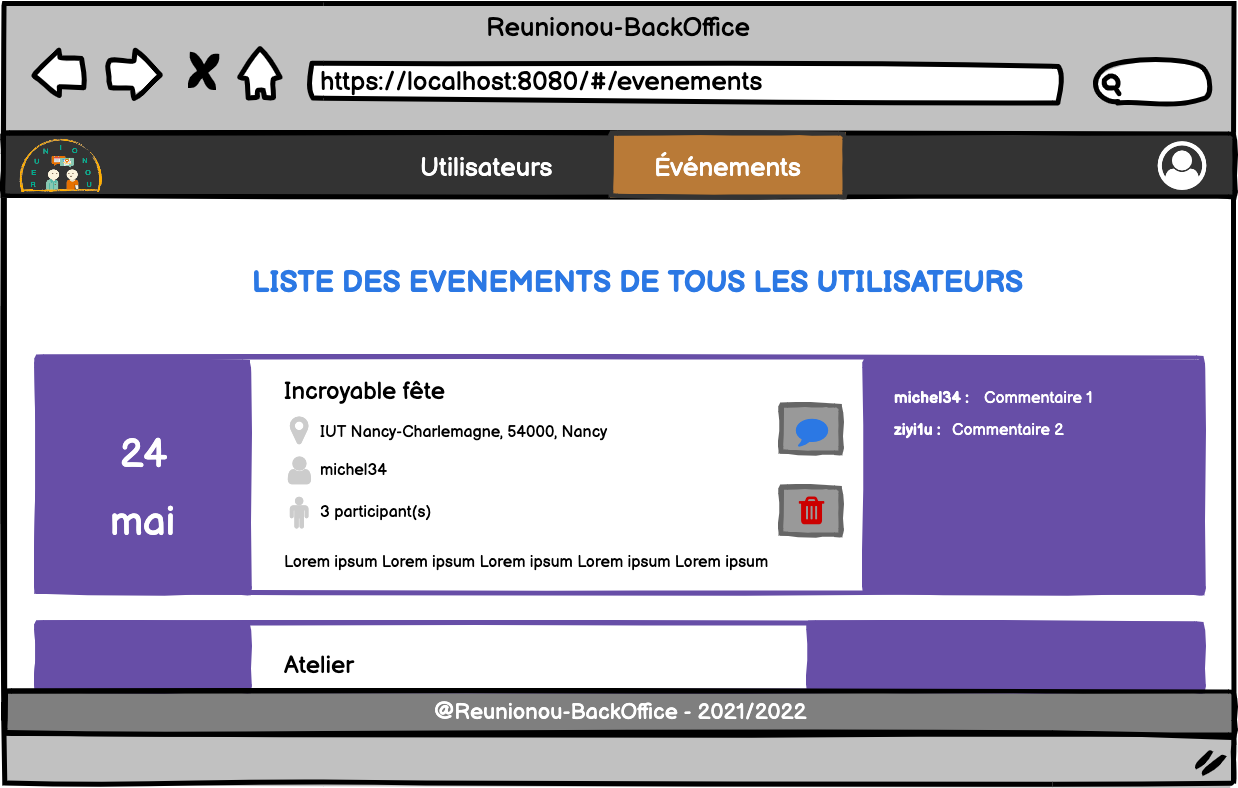 Reunionou-BackOffice
https://localhost:8080/#/evenements
REUNIONOU
Utilisateurs
Événements
LISTE DES EVENEMENTS DE TOUS LES UTILISATEURS
24
mai
Incroyable fête
IUT Nancy-Charlemagne, 54000, Nancy
michel34
3 participant(s)
Lorem ipsum Lorem ipsum Lorem ipsum Lorem ipsum Lorem ipsum
michel34 : Commentaire 1
ziyi1u : Commentaire 2
Atelier
@Reunionou-BackOffice - 2021/2022